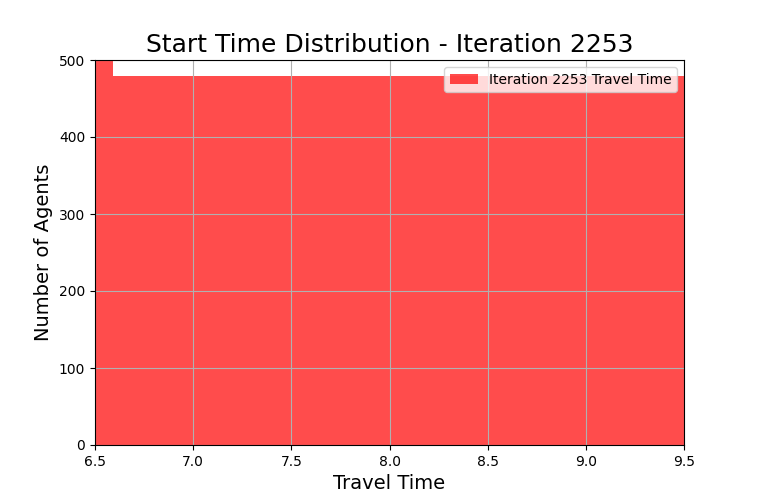 Start Time Distribution - Iteration 2253
500
400
300
200
100
0
Number of Agents
Iteration 2253 Travel Time
6.5 7.0 7.5 8.0 8.5 9.0 9.5
Travel Time